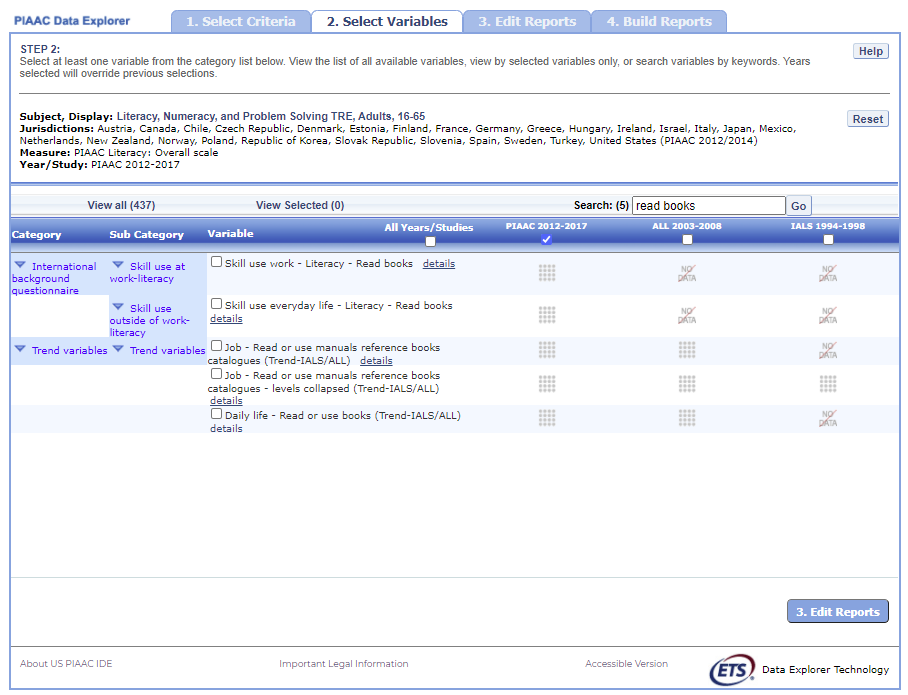 PIAAC Data Explorer
1. Select Criteria
2. Select Variables
3. Edit Reports
4. Build Reports
STEP 2:
Help
Select at least one variable from the category list below. View the list of all available variables, view by selected variables only, or search variables by keywords. Years
selected will override previous selections.
Subject, Display: Literacy, Numeracy, and Problem Solving TRE, Adults, 16-65
Reset
Jurisdictions: Austria, Canada, Chile, Czech Republic, Denmark, Estonia, Finland, France, Germany, Greece, Hungary, Ireland, Israel, Italy, Japan, Mexico,
Netherlands, New Zealand, Norway, Poland, Republic of Korea, Slovak Republic, Slovenia, Spain, Sweden, Turkey, United States (PIAAC 2012/2014)
Measure: PIAAC Literacy: Overall scale
Year/Study: PIAAC 2012-2017
View all (437)
View Selected (0)
Search: (5)
read books
Go
Category
Sub Category
Variable
All Years/Studies
PIAAC 2012-2017
ALL 2003-2008
IALS 1994-1998
International
background
questionnaire
Skill use at
work-literacy
Skill use work - Literacy - Read books details
NO
DATA
NO
DATA
Skill use
outside of work-
literacy
Skill use everyday life - Literacy - Read books
details
NO
DATA
NO
DATA
Trend variables
Trend variables
Job - Read or use manuals reference books
catalogues (Trend-IALS/ALL) details
NO
DATA
Job - Read or use manuals reference books
catalogues - levels collapsed (Trend-IALS/ALL)
details
Daily life - Read or use books (Trend-IALS/ALL)
details
NO
DATA
3. Edit Reports
About US PIAAC IDE
Important Legal Information
Accessible Version
ETS
Data Explorer Technology